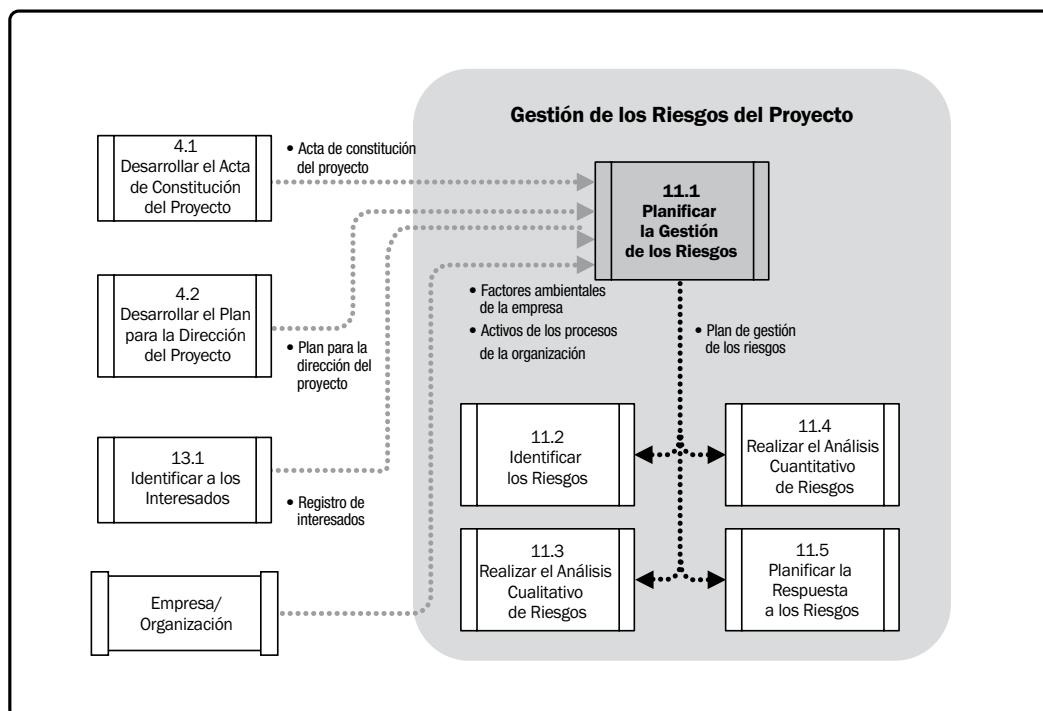 Gestión de los Riesgos del Proyecto
4.1
Desarrollar el Acta
de Constitución
del Proyecto
• Acta de constitución
del proyecto
11.1
Planificar
la Gestión
de los Riesgos
4.2
Desarrollar el Plan
para la Dirección
del Proyecto
• Plan para la
dirección del
proyecto
• Factores ambientales
de la empresa
• Activos de los procesos
de la organización
• Plan de gestión
de los riesgos
13.1
Identificar a los
Interesados
• Registro de
interesados
11.2
Identificar
los Riesgos
11.4
Realizar el Análisis
Cuantitativo
de Riesgos
11.3
Realizar el Análisis
Cualitativo
de Riesgos
11.5
Planificar la
Respuesta
a los Riesgos
Empresa/
Organización